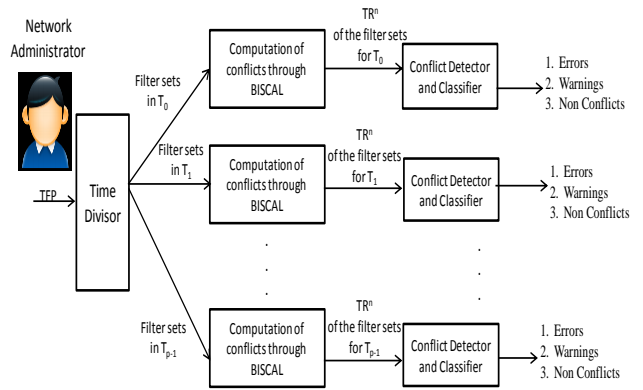 Network
Administrator
TFP
Time
Divisor
Filter sets
in T₀
Computation of
conflicts through
BISCAL
TRⁿ
of the filter sets
for T₀
Conflict Detector
and Classifier
1. Errors
2. Warnings
3. Non Conflicts
Filter sets
in T₁
Computation of
conflicts through
BISCAL
TRⁿ
of the filter sets
for T₁
Conflict Detector
and Classifier
1. Errors
2. Warnings
3. Non Conflicts
Filter sets
in Tₚ₋₁
Computation of
conflicts through
BISCAL
TRⁿ
of the filter sets
for Tₚ₋₁
Conflict Detector
and Classifier
1. Errors
2. Warnings
3. Non Conflicts